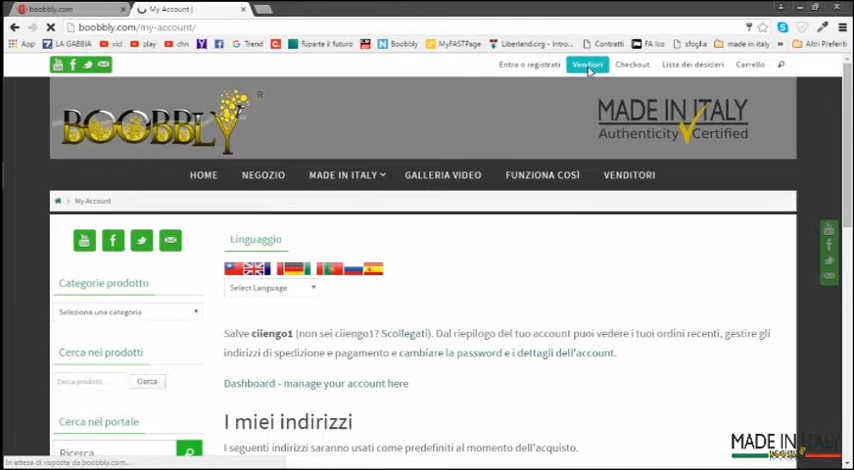 boobbly.com
My Account |
boobbly.com/my-account/
App LA GABBIA vid play chn Trend Riparte il futuro Boobbly MyFASTPage Liberland.org - Intro... Contratti FA Ico sfoglia made in italy » Altri Preferiti
Entra o registrati Venditori Checkout Lista dei desideri Carrello
BOOBBLY ®
MADE IN ITALY
Authenticity Certified
HOME NEGOZIO MADE IN ITALY GALLERIA VIDEO FUNZIONA COSÌ VENDITORI
My Account
Linguaggio
Select Language
Categorie prodotto
Seleziona una categoria
Cerca nei prodotti
Cerca prodotti...
Cerca
Cerca nel portale
Ricerca
Salve ciiengo1 (non sei ciiengo1? Scollegati). Dal riepilogo del tuo account puoi vedere i tuoi ordini recenti, gestire gli
indirizzi di spedizione e pagamento e cambiare la password e i dettagli dell'account.
Dashboard - manage your account here
I miei indirizzi
I seguenti indirizzi saranno usati come predefiniti al momento dell'acquisto.
In attesa di risposta da boobbly.com...
MADE IN ITALY
BOOBBLY